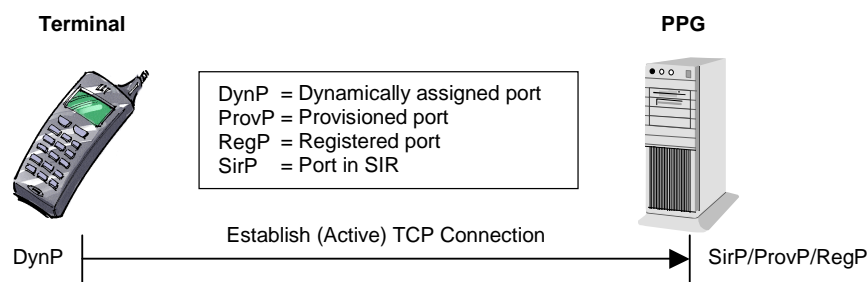 Terminal PPG
DynP = Dynamically assigned port
ProvP = Provisioned port
RegP = Registered port
SirP = Port in SIR
Establish (Active) TCP Connection
DynP SirP/ProvP/RegP